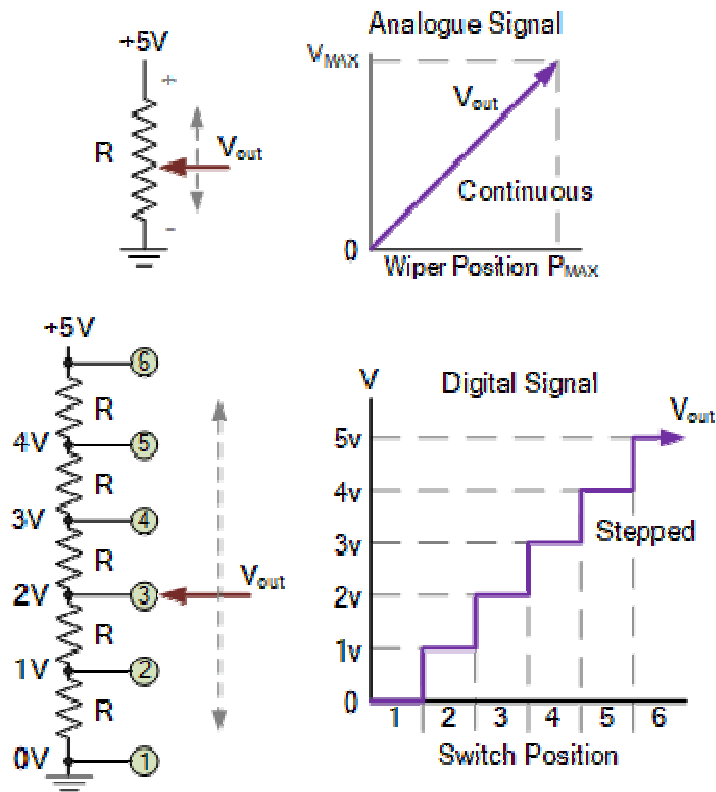 +5V
+
R
Vout
-
Analogue Signal
VMAX
Vout
Continuous
0
Wiper Position PMAX
+5V
6
R
4V
5
R
3V
4
R
2V
3
Vout
R
1V
2
R
0V
1
V
Digital Signal
Vout
5v
4v
Stepped
3v
2v
1v
0
1 2 3 4 5 6
Switch Position